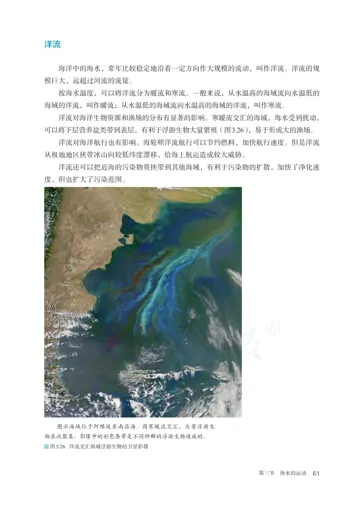 洋流
海洋中的海水，常年比较稳定地沿着一定方向作大规模的流动，叫作洋流。洋流的规
模巨大，远超过河流的流量。
按海水温度，可以将洋流分为暖流和寒流。一般来说，从水温高的海域流向水温低的
海域的洋流，叫作暖流；从水温低的海域流向水温高的海域的洋流，叫作寒流。
洋流对海洋生物资源和渔场的分布有显著的影响。寒暖流交汇的海域，海水受到扰动，
可以将下层营养盐类带到表层，有利于浮游生物大量繁殖（图3.26），易于形成大的渔场。
洋流对海洋航行也有影响。海轮顺洋流航行可以节约燃料，加快航行速度。但是洋流
从极地地区挟带冰山向较低纬度漂移，给海上航运造成较大威胁。
洋流还可以把近海的污染物质挟带到其他海域，有利于污染物的扩散，加快了净化速
度，但也扩大了污染范围。
图示海域位于阿根廷东南沿海。因寒暖流交汇，大量浮游生
物在此聚集。影像中的彩色条带是不同种群的浮游生物造成的。
图3.26 洋流交汇海域浮游生物的卫星影像
第三节 海水的运动 61